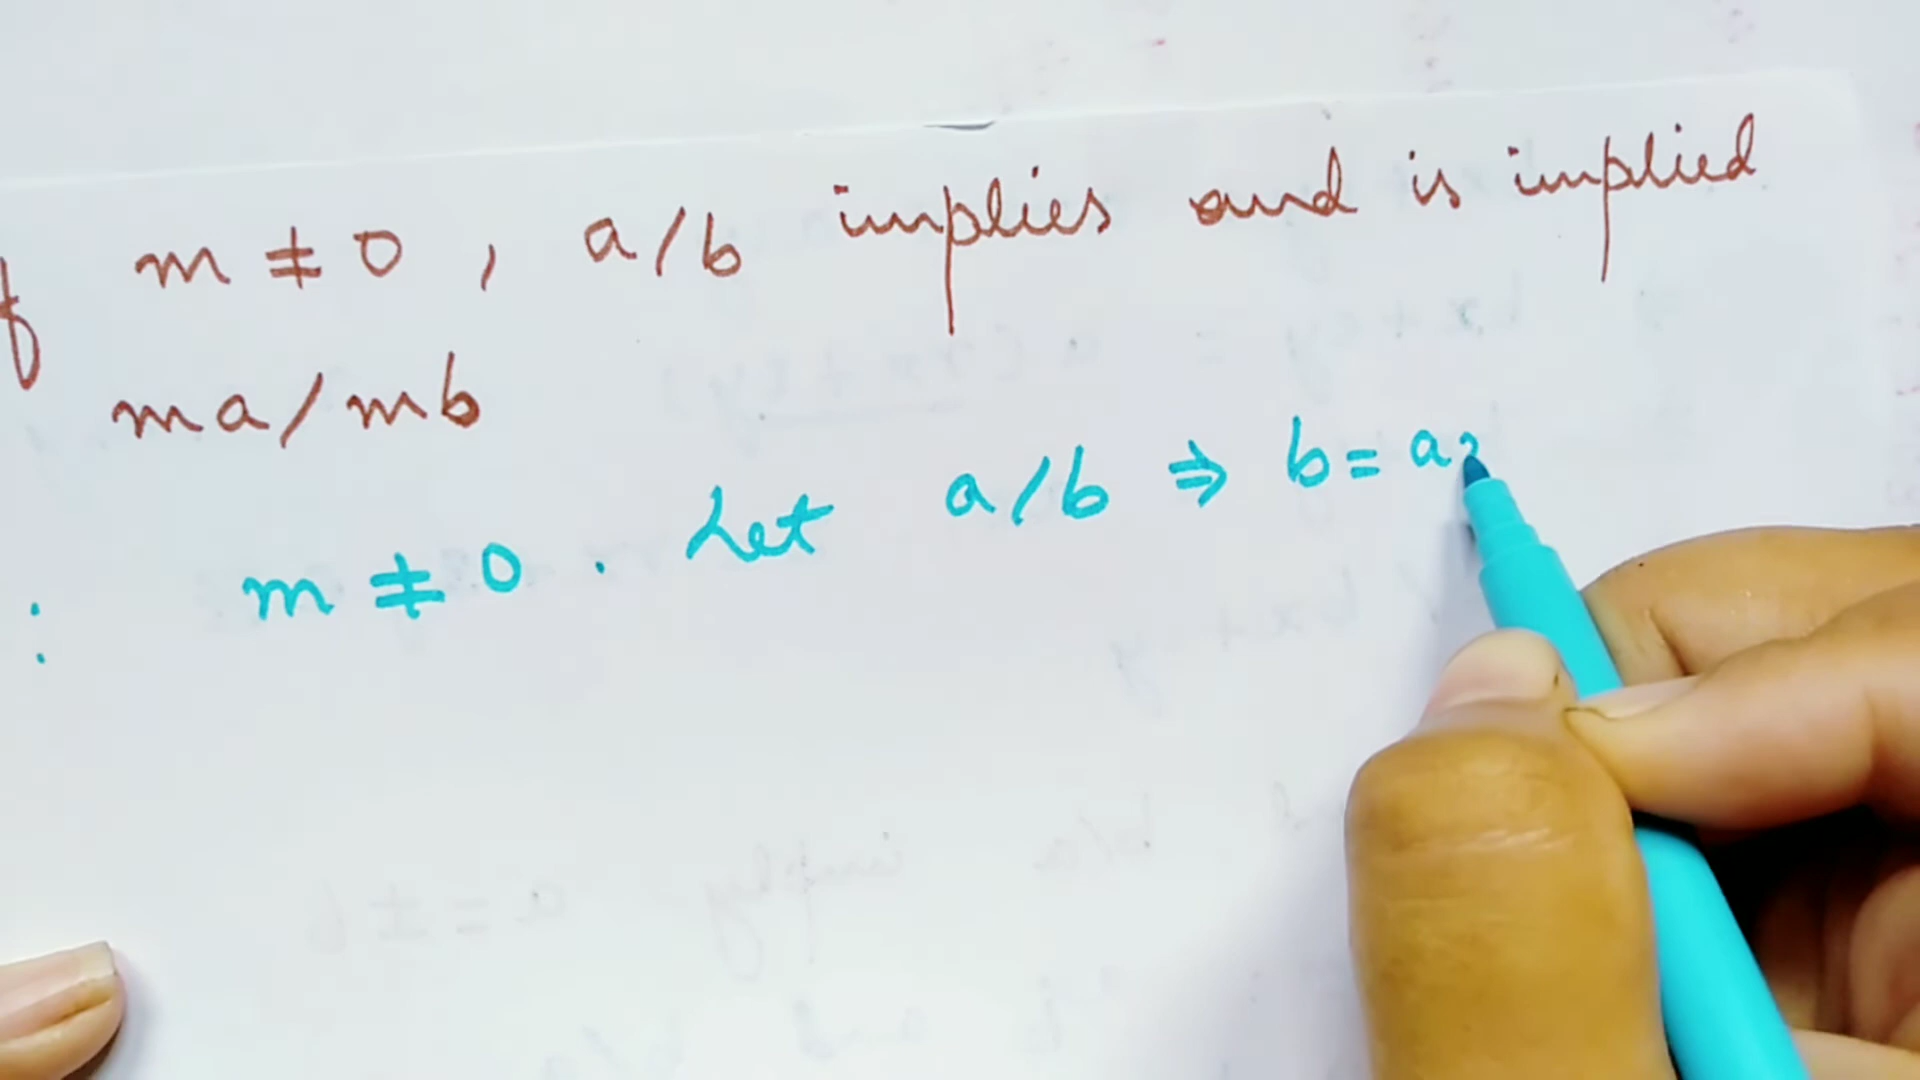 f m ≠ 0 , a/b implies and is implied
ma/mb
: m ≠ 0 . Let a/b ⇒ b = a